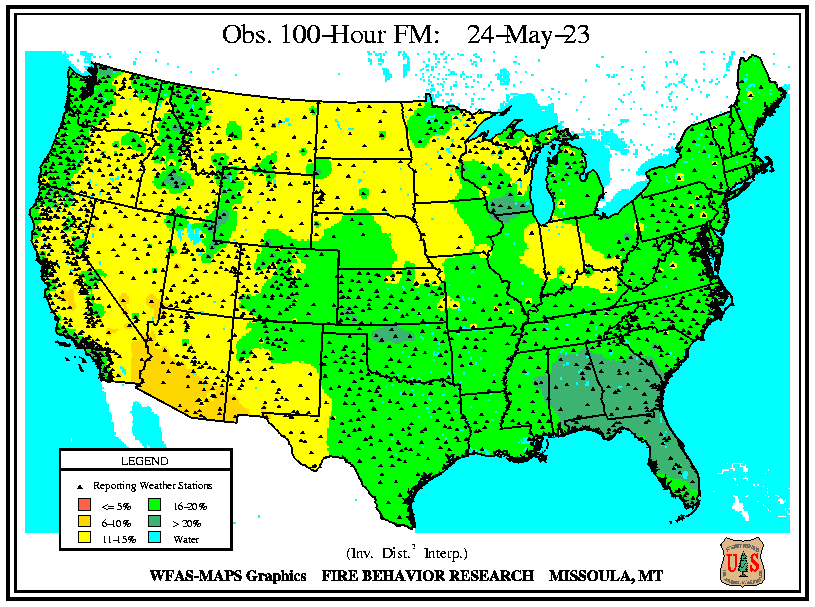 Obs. 100-Hour FM: 24-May-23
LEGEND
Reporting Weather Stations
<= 5%
16-20%
6-10%
> 20%
11-15%
Water
(Inv. Dist.² Interp.)
WFAS-MAPS Graphics FIRE BEHAVIOR RESEARCH MISSOULA, MT
U S